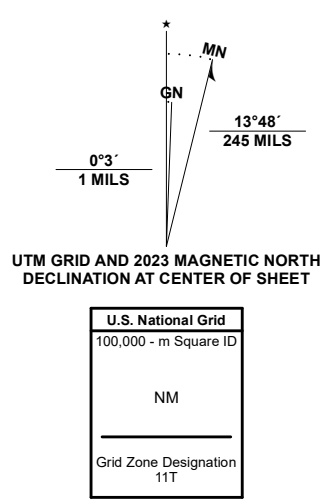 ★
MN
GN
13°48´
245 MILS
0°3´
1 MILS
UTM GRID AND 2023 MAGNETIC NORTH
DECLINATION AT CENTER OF SHEET
U.S. National Grid
100,000 - m Square ID
NM
Grid Zone Designation
11T